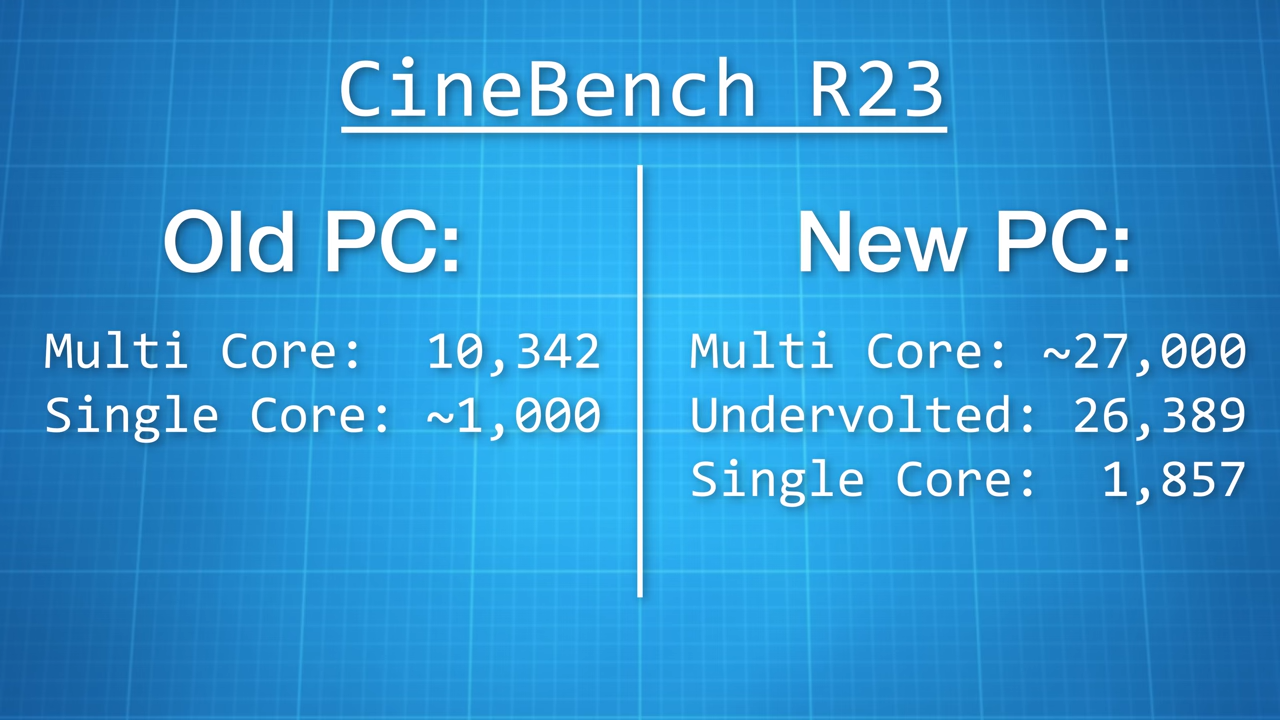 CineBench R23
Old PC:
Multi Core: 10,342
Single Core: ~1,000
New PC:
Multi Core: ~27,000
Undervolted: 26,389
Single Core: 1,857